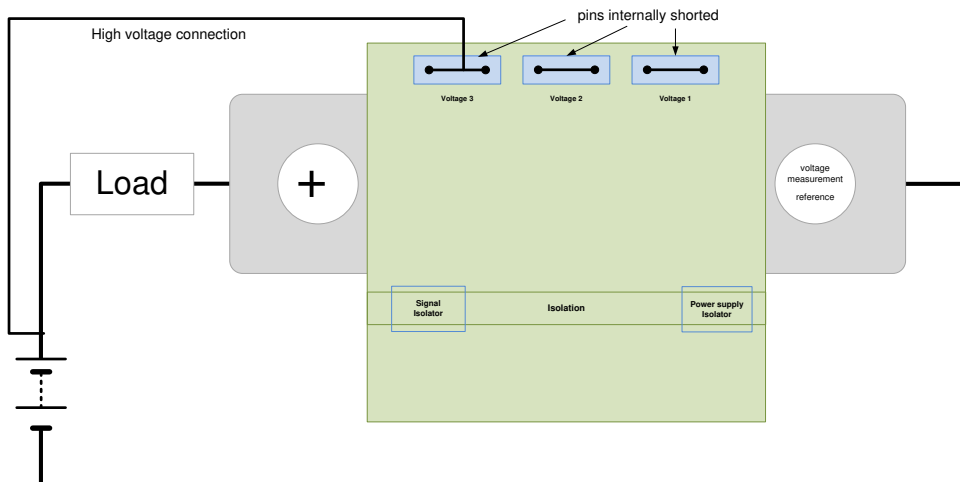 pins internally shorted
High voltage connection
Voltage 3
Voltage 2
Voltage 1
Load
+
voltage
measurement
reference
Signal
Isolator
Isolation
Power supply
Isolator